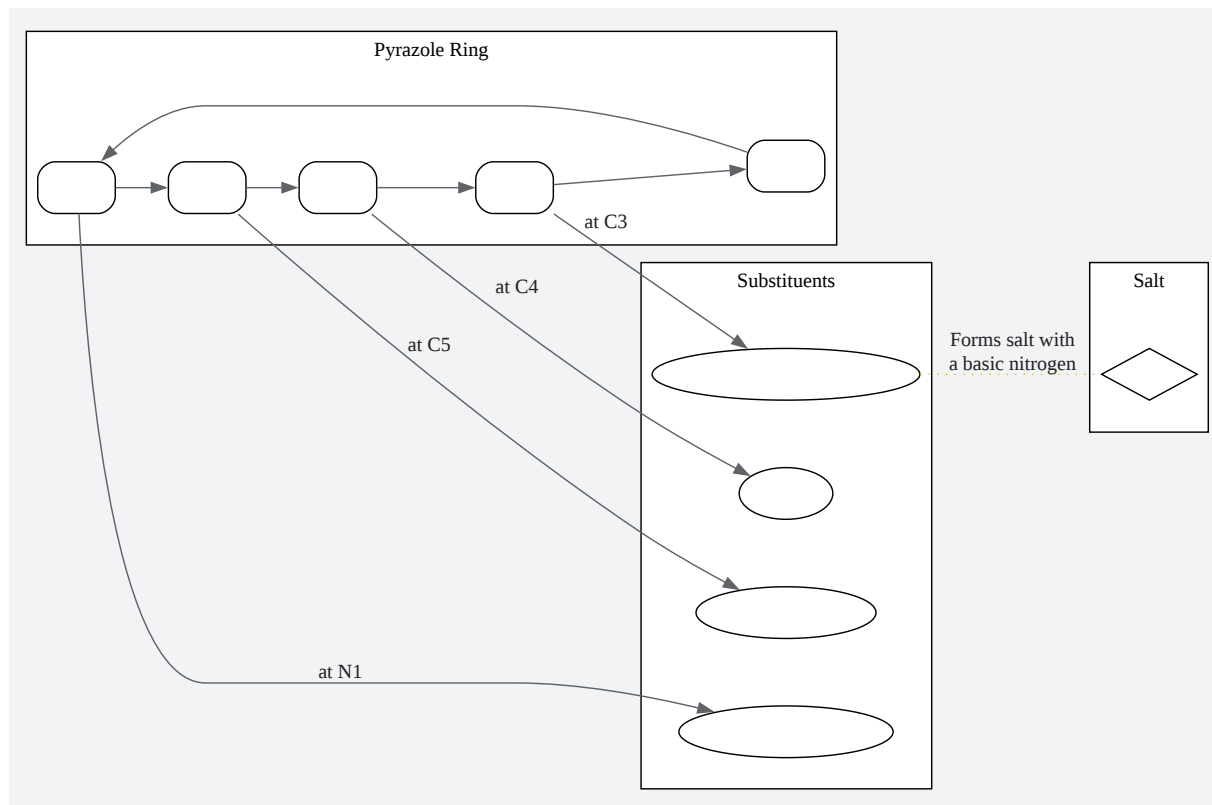 Pyrazole Ring
at C3
Substituents
Salt
at C4
Forms salt with
a basic nitrogen
at C5
at N1